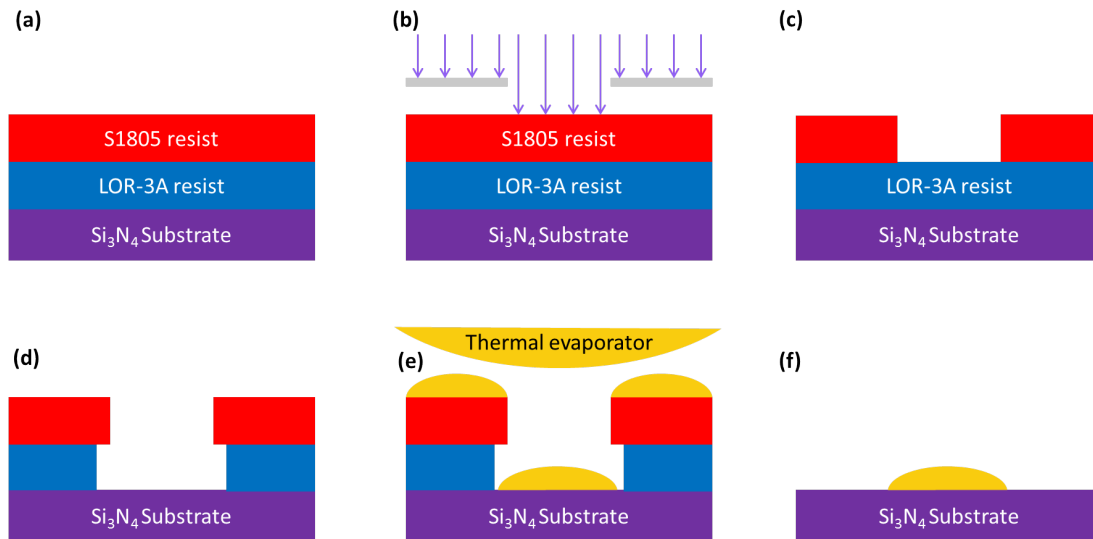 (a)
(b)
(c)
S1805 resist
LOR-3A resist
Si₃N₄ Substrate
S1805 resist
LOR-3A resist
Si₃N₄ Substrate
LOR-3A resist
Si₃N₄ Substrate
(d)
(e)
(f)
Thermal evaporator
Si₃N₄ Substrate
Si₃N₄ Substrate
Si₃N₄ Substrate